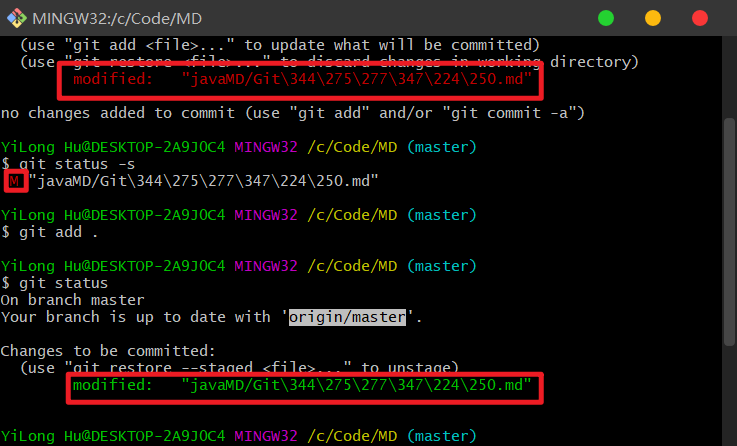 MINGW32:/c/Code/MD
(use "git add <file>..." to update what will be committed)
(use "git restore <file>..." to discard changes in working directory)
modified:   "javaMD/Git\344\275\277\347\224\250.md"
no changes added to commit (use "git add" and/or "git commit -a")
YiLong Hu@DESKTOP-2A9JOC4 MINGW32 /c/Code/MD (master)
$ git status -s
M "javaMD/Git\344\275\277\347\224\250.md"
YiLong Hu@DESKTOP-2A9JOC4 MINGW32 /c/Code/MD (master)
$ git add .
YiLong Hu@DESKTOP-2A9JOC4 MINGW32 /c/Code/MD (master)
$ git status
On branch master
Your branch is up to date with 'origin/master'.
Changes to be committed:
(use "git restore --staged <file>..." to unstage)
modified:   "javaMD/Git\344\275\277\347\224\250.md"
YiLong Hu@DESKTOP-2A9JOC4 MINGW32 /c/Code/MD (master)